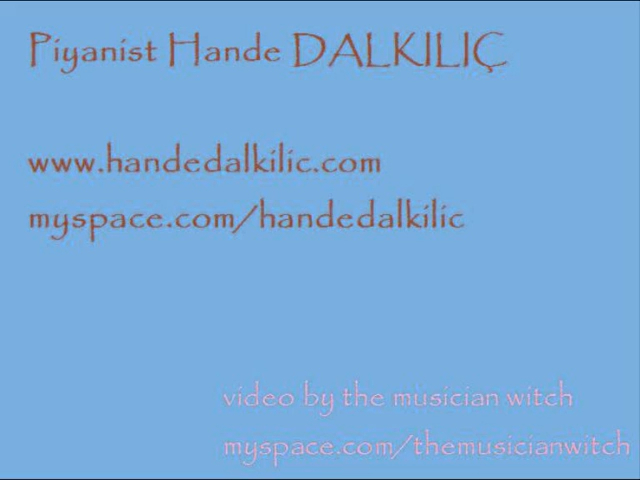 Piyanist Hande DALKILIÇ
www.handedalkilic.com
myspace.com/handedalkilic
video by the musician witch
myspace.com/themusicianwitch